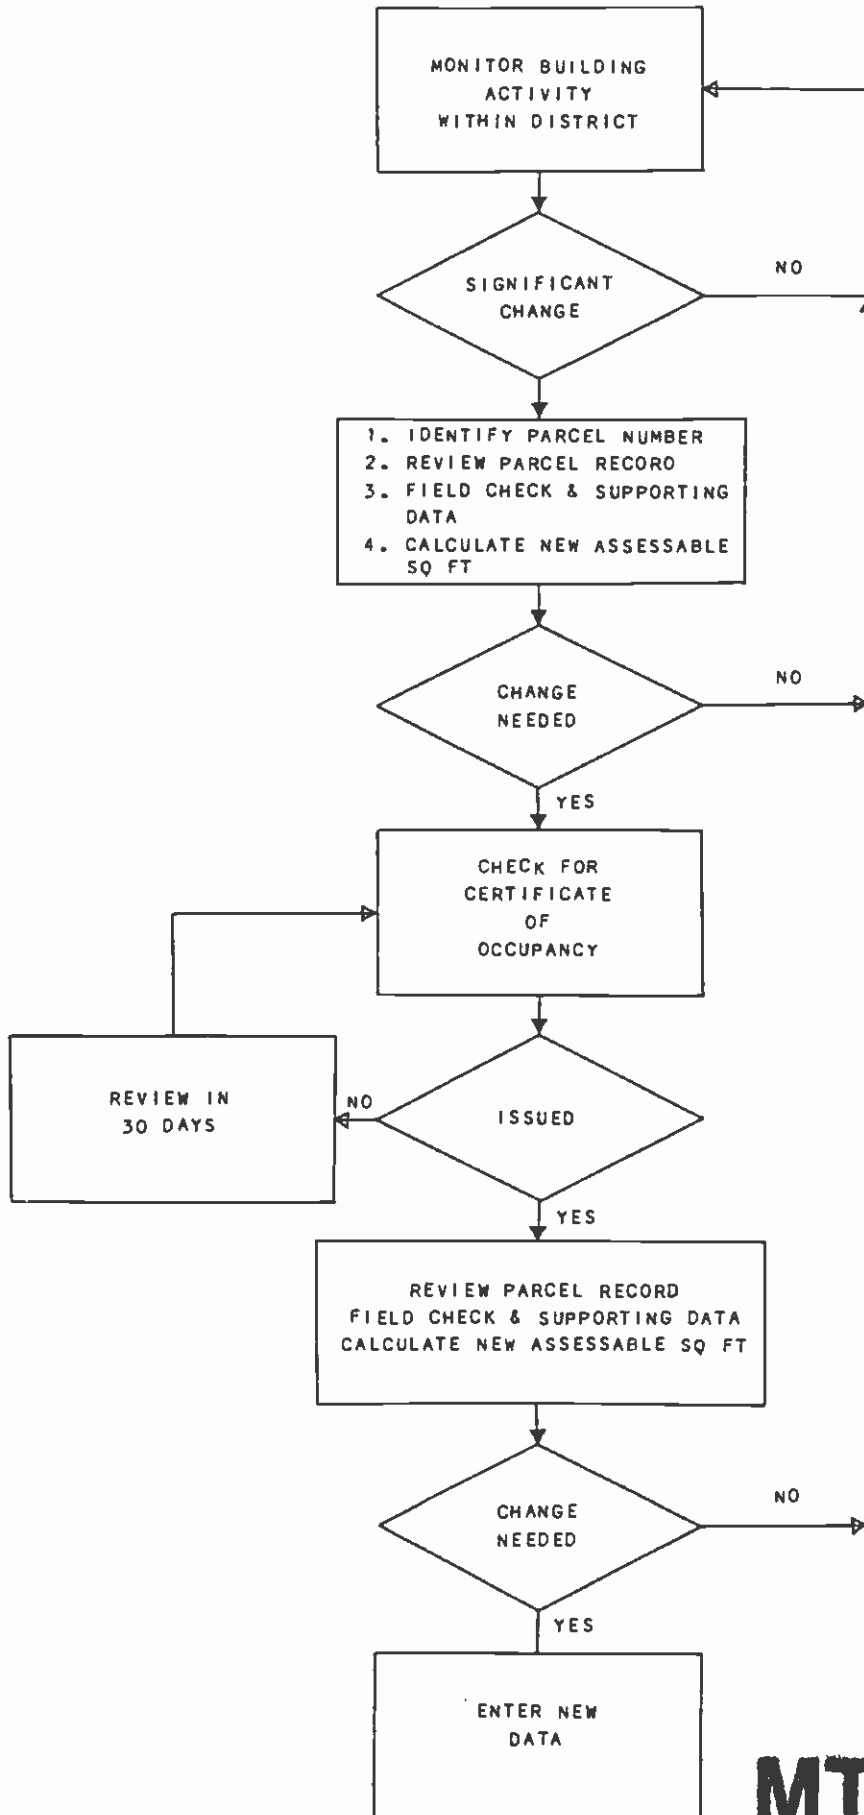 MONITOR BUILDING
ACTIVITY
WITHIN DISTRICT
SIGNIFICANT
CHANGE
NO
1. IDENTIFY PARCEL NUMBER
2. REVIEW PARCEL RECORD
3. FIELD CHECK & SUPPORTING
DATA
4. CALCULATE NEW ASSESSABLE
SQ FT
CHANGE
NEEDED
NO
YES
CHECK FOR
CERTIFICATE
OF
OCCUPANCY
REVIEW IN
30 DAYS
NO
ISSUED
YES
REVIEW PARCEL RECORD
FIELD CHECK & SUPPORTING DATA
CALCULATE NEW ASSESSABLE SQ FT
CHANGE
NEEDED
NO
YES
ENTER NEW
DATA
MT